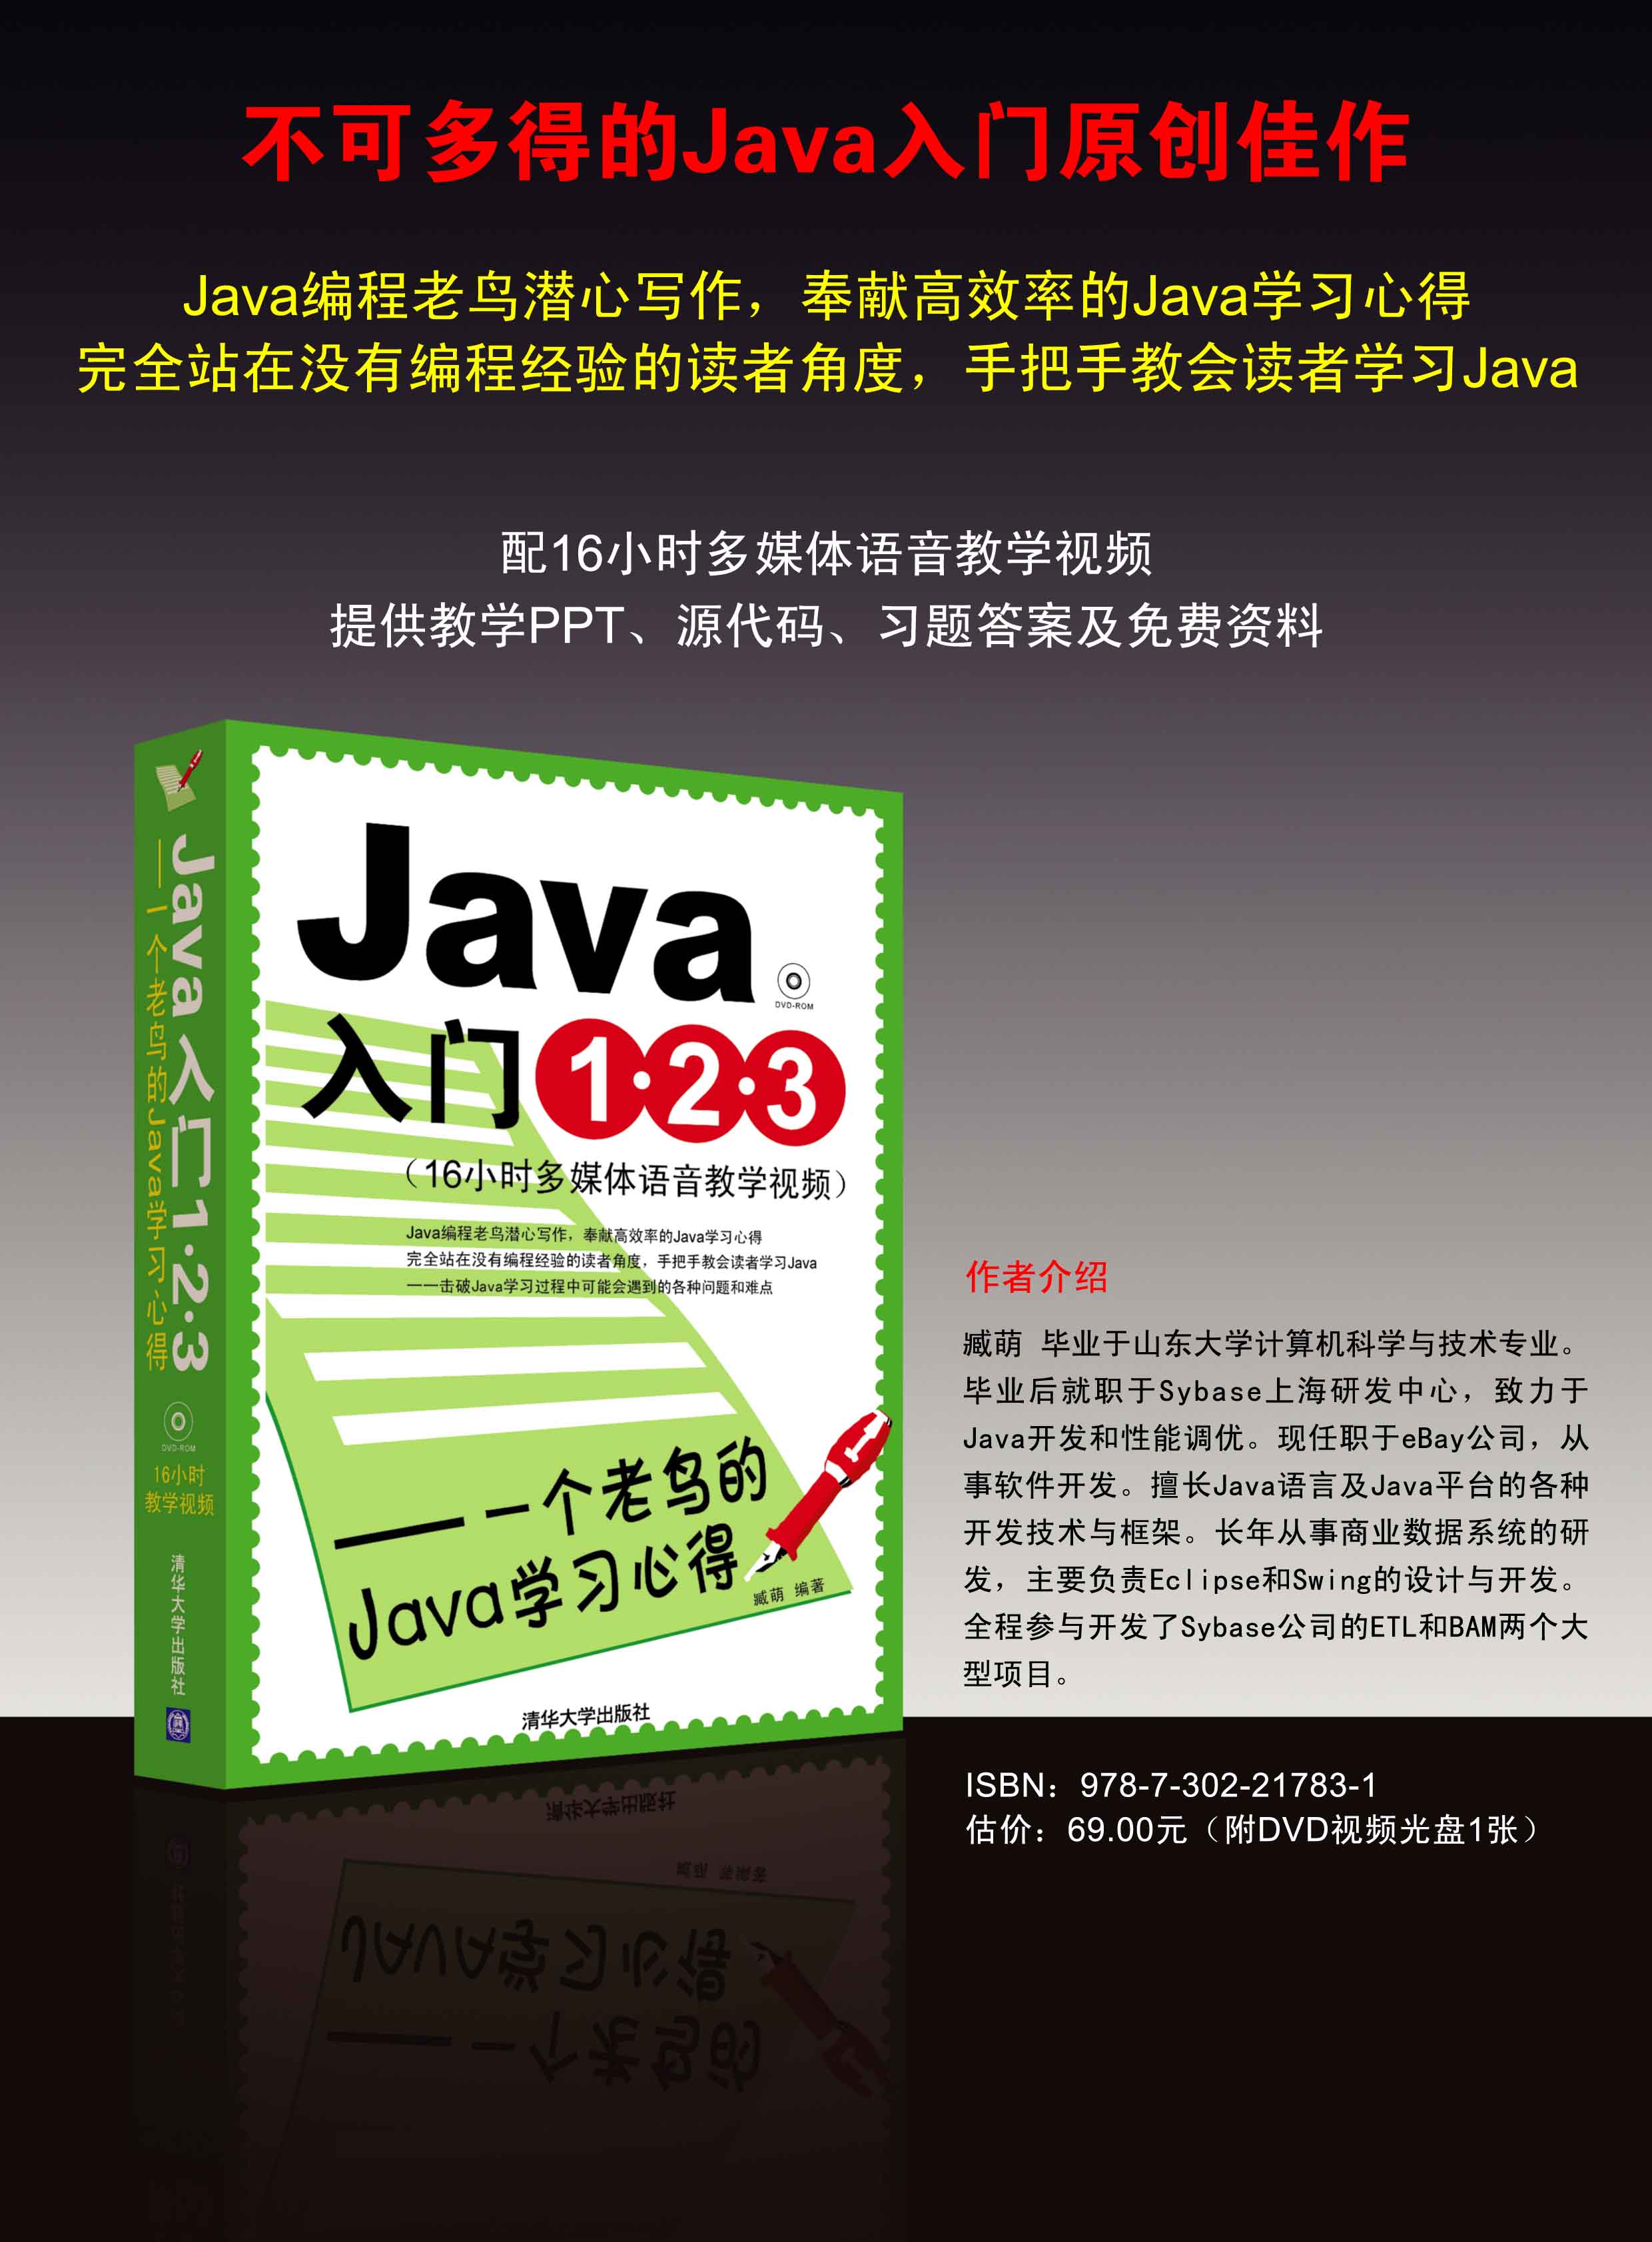 不可多得的Java入门原创佳作
Java编程老鸟潜心写作，奉献高效率的Java学习心得
完全站在没有编程经验的读者角度，手把手教会读者学习Java
配16小时多媒体语音教学视频
提供教学PPT、源代码、习题答案及免费资料
Java入门1·2·3
——一个老鸟的Java学习心得
DVD-ROM
16小时
教学视频
清华大学出版社
Java
DVD-ROM
入门1·2·3
（16小时多媒体语音教学视频）
Java编程老鸟潜心写作，奉献高效率的Java学习心得
完全站在没有编程经验的读者角度，手把手教会读者学习Java
一一击破Java学习过程中可能会遇到的各种问题和难点
——一个老鸟的
Java学习心得
臧萌 编著
清华大学出版社
作者介绍
臧萌 毕业于山东大学计算机科学与技术专业。
毕业后就职于Sybase上海研发中心，致力于
Java开发和性能调优。现任职于eBay公司，从
事软件开发。擅长Java语言及Java平台的各种
开发技术与框架。长年从事商业数据系统的研
发，主要负责Eclipse和Swing的设计与开发。
全程参与开发了Sybase公司的ETL和BAM两个大
型项目。
ISBN：978-7-302-21783-1
估价：69.00元（附DVD视频光盘1张）